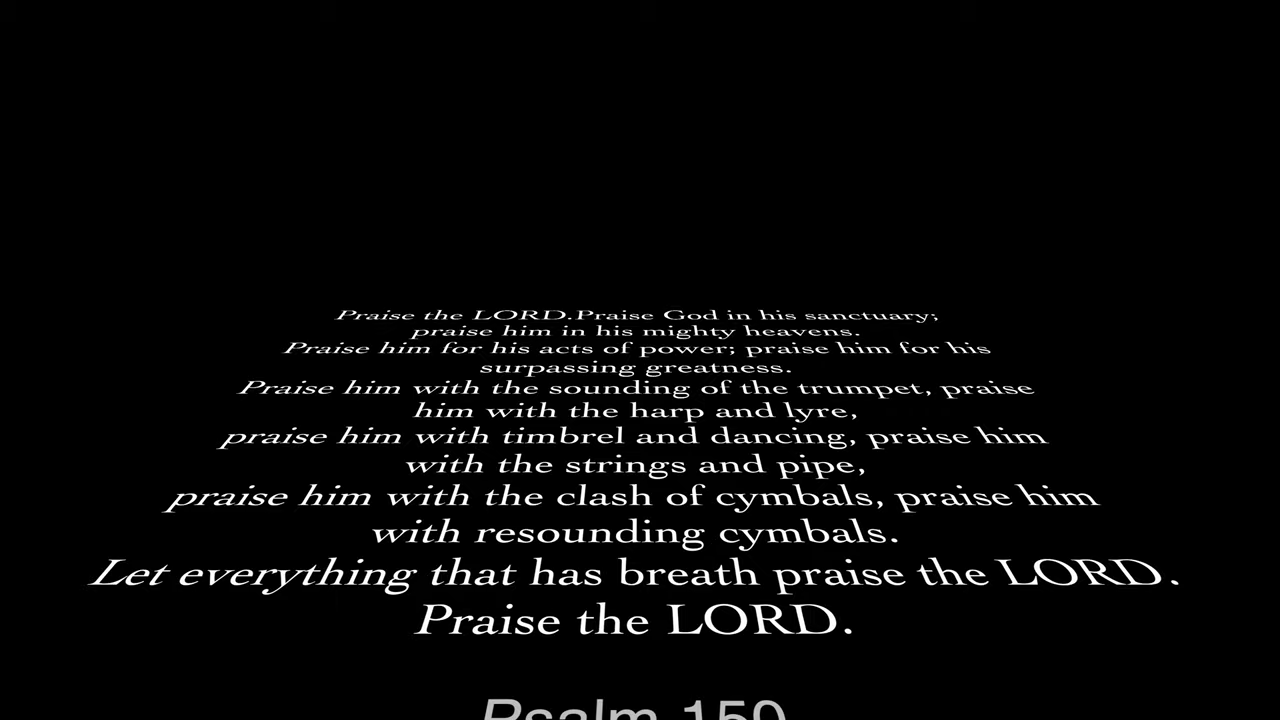 Praise the LORD.Praise God in his sanctuary;
praise him in his mighty heavens.
Praise him for his acts of power; praise him for his
surpassing greatness.
Praise him with the sounding of the trumpet, praise
him with the harp and lyre,
praise him with timbrel and dancing, praise him
with the strings and pipe,
praise him with the clash of cymbals, praise him
with resounding cymbals.
Let everything that has breath praise the LORD.
Praise the LORD.
Psalm 150